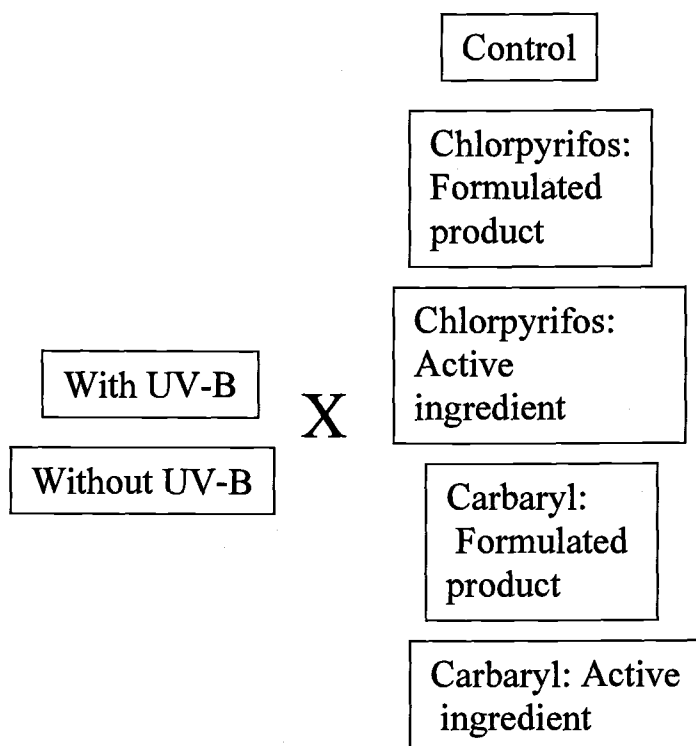 Control
Chlorpyrifos:
Formulated
product
Chlorpyrifos:
Active
ingredient
With UV-B
X
Without UV-B
Carbaryl:
Formulated
product
Carbaryl: Active
ingredient